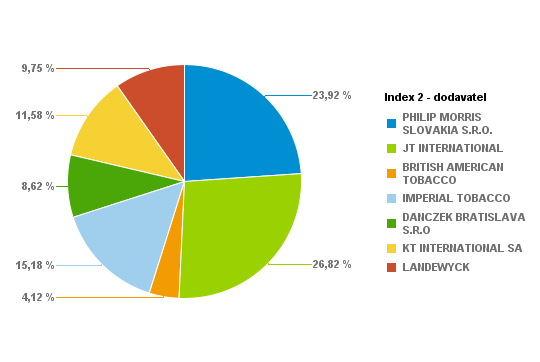 9,75 %
23,92 %
11,58 %
8,62 %
15,18 %
4,12 %
26,82 %
Index 2 - dodavatel
PHILIP MORRIS
SLOVAKIA S.R.O.
JT INTERNATIONAL
BRITISH AMERICAN
TOBACCO
IMPERIAL TOBACCO
DANCZEK BRATISLAVA
S.R.O
KT INTERNATIONAL SA
LANDEWYCK